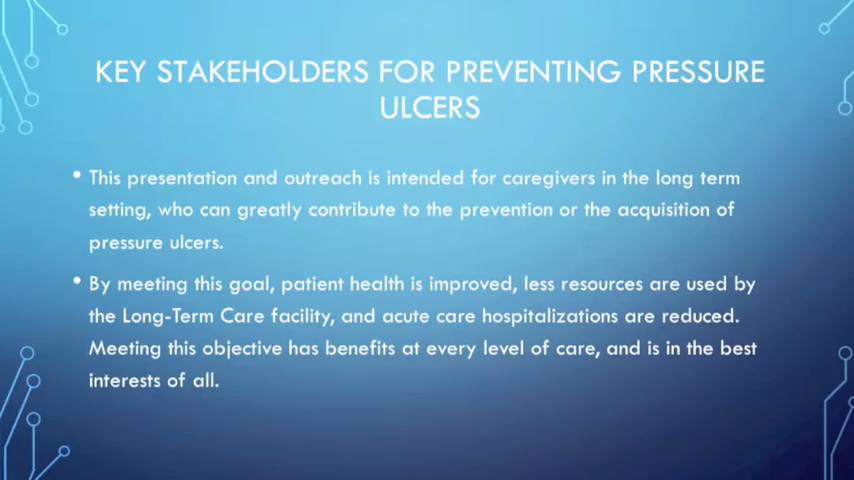 KEY STAKEHOLDERS FOR PREVENTING PRESSURE
ULCERS
• This presentation and outreach is intended for caregivers in the long term
setting, who can greatly contribute to the prevention or the acquisition of
pressure ulcers.
• By meeting this goal, patient health is improved, less resources are used by
the Long-Term Care facility, and acute care hospitalizations are reduced.
Meeting this objective has benefits at every level of care, and is in the best
interests of all.